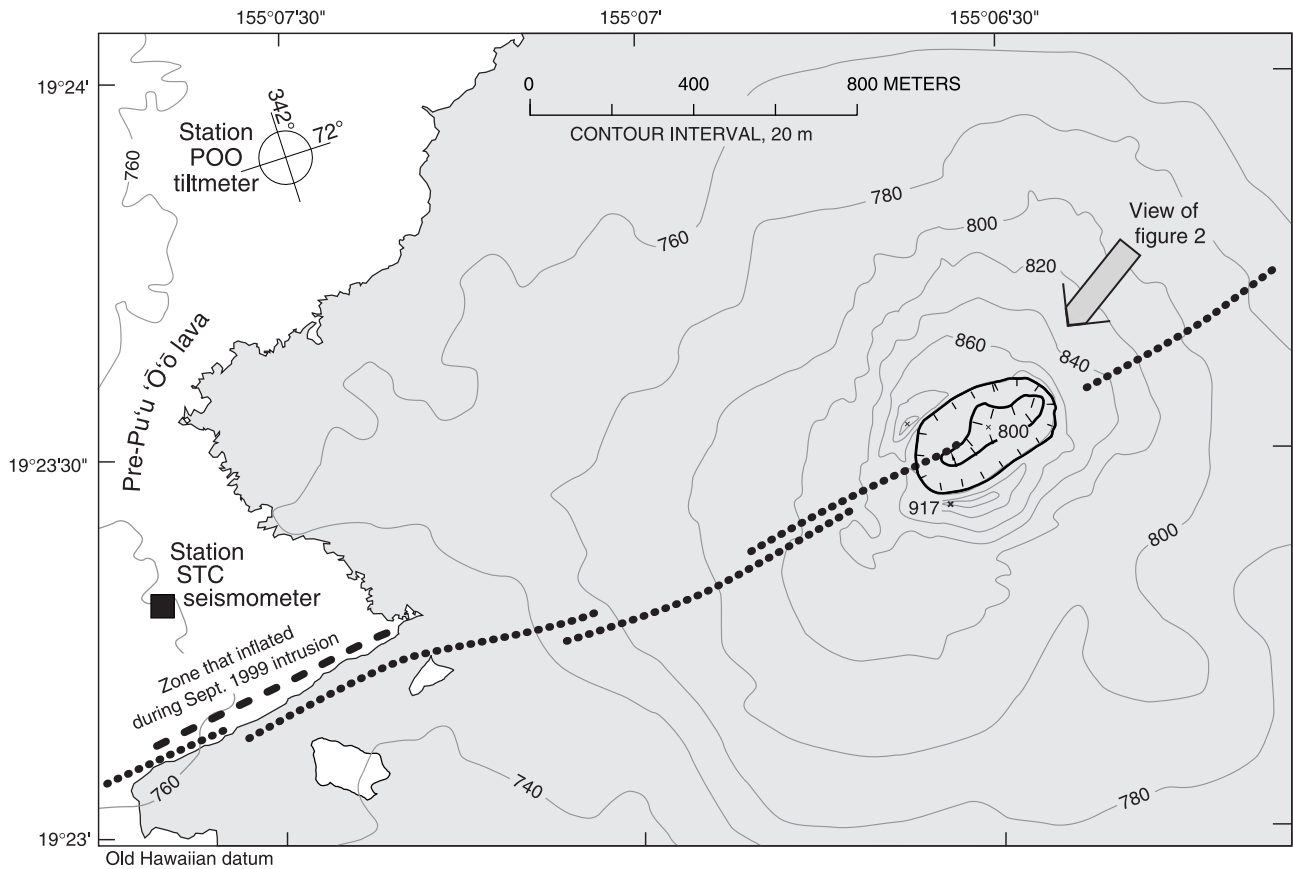 155°07'30"
155°07'
155°06'30"
19°24'
0
400
800 METERS
CONTOUR INTERVAL, 20 m
342°
72°
Station
POO
tiltmeter
760
780
760
800
View of
figure 2
820
Pre-Pu‘u ‘Ō‘ō lava
860
840
800
19°23'30"
917
800
Station
STC
seismometer
Zone that inflated
during Sept. 1999 intrusion
760
740
780
19°23'
Old Hawaiian datum